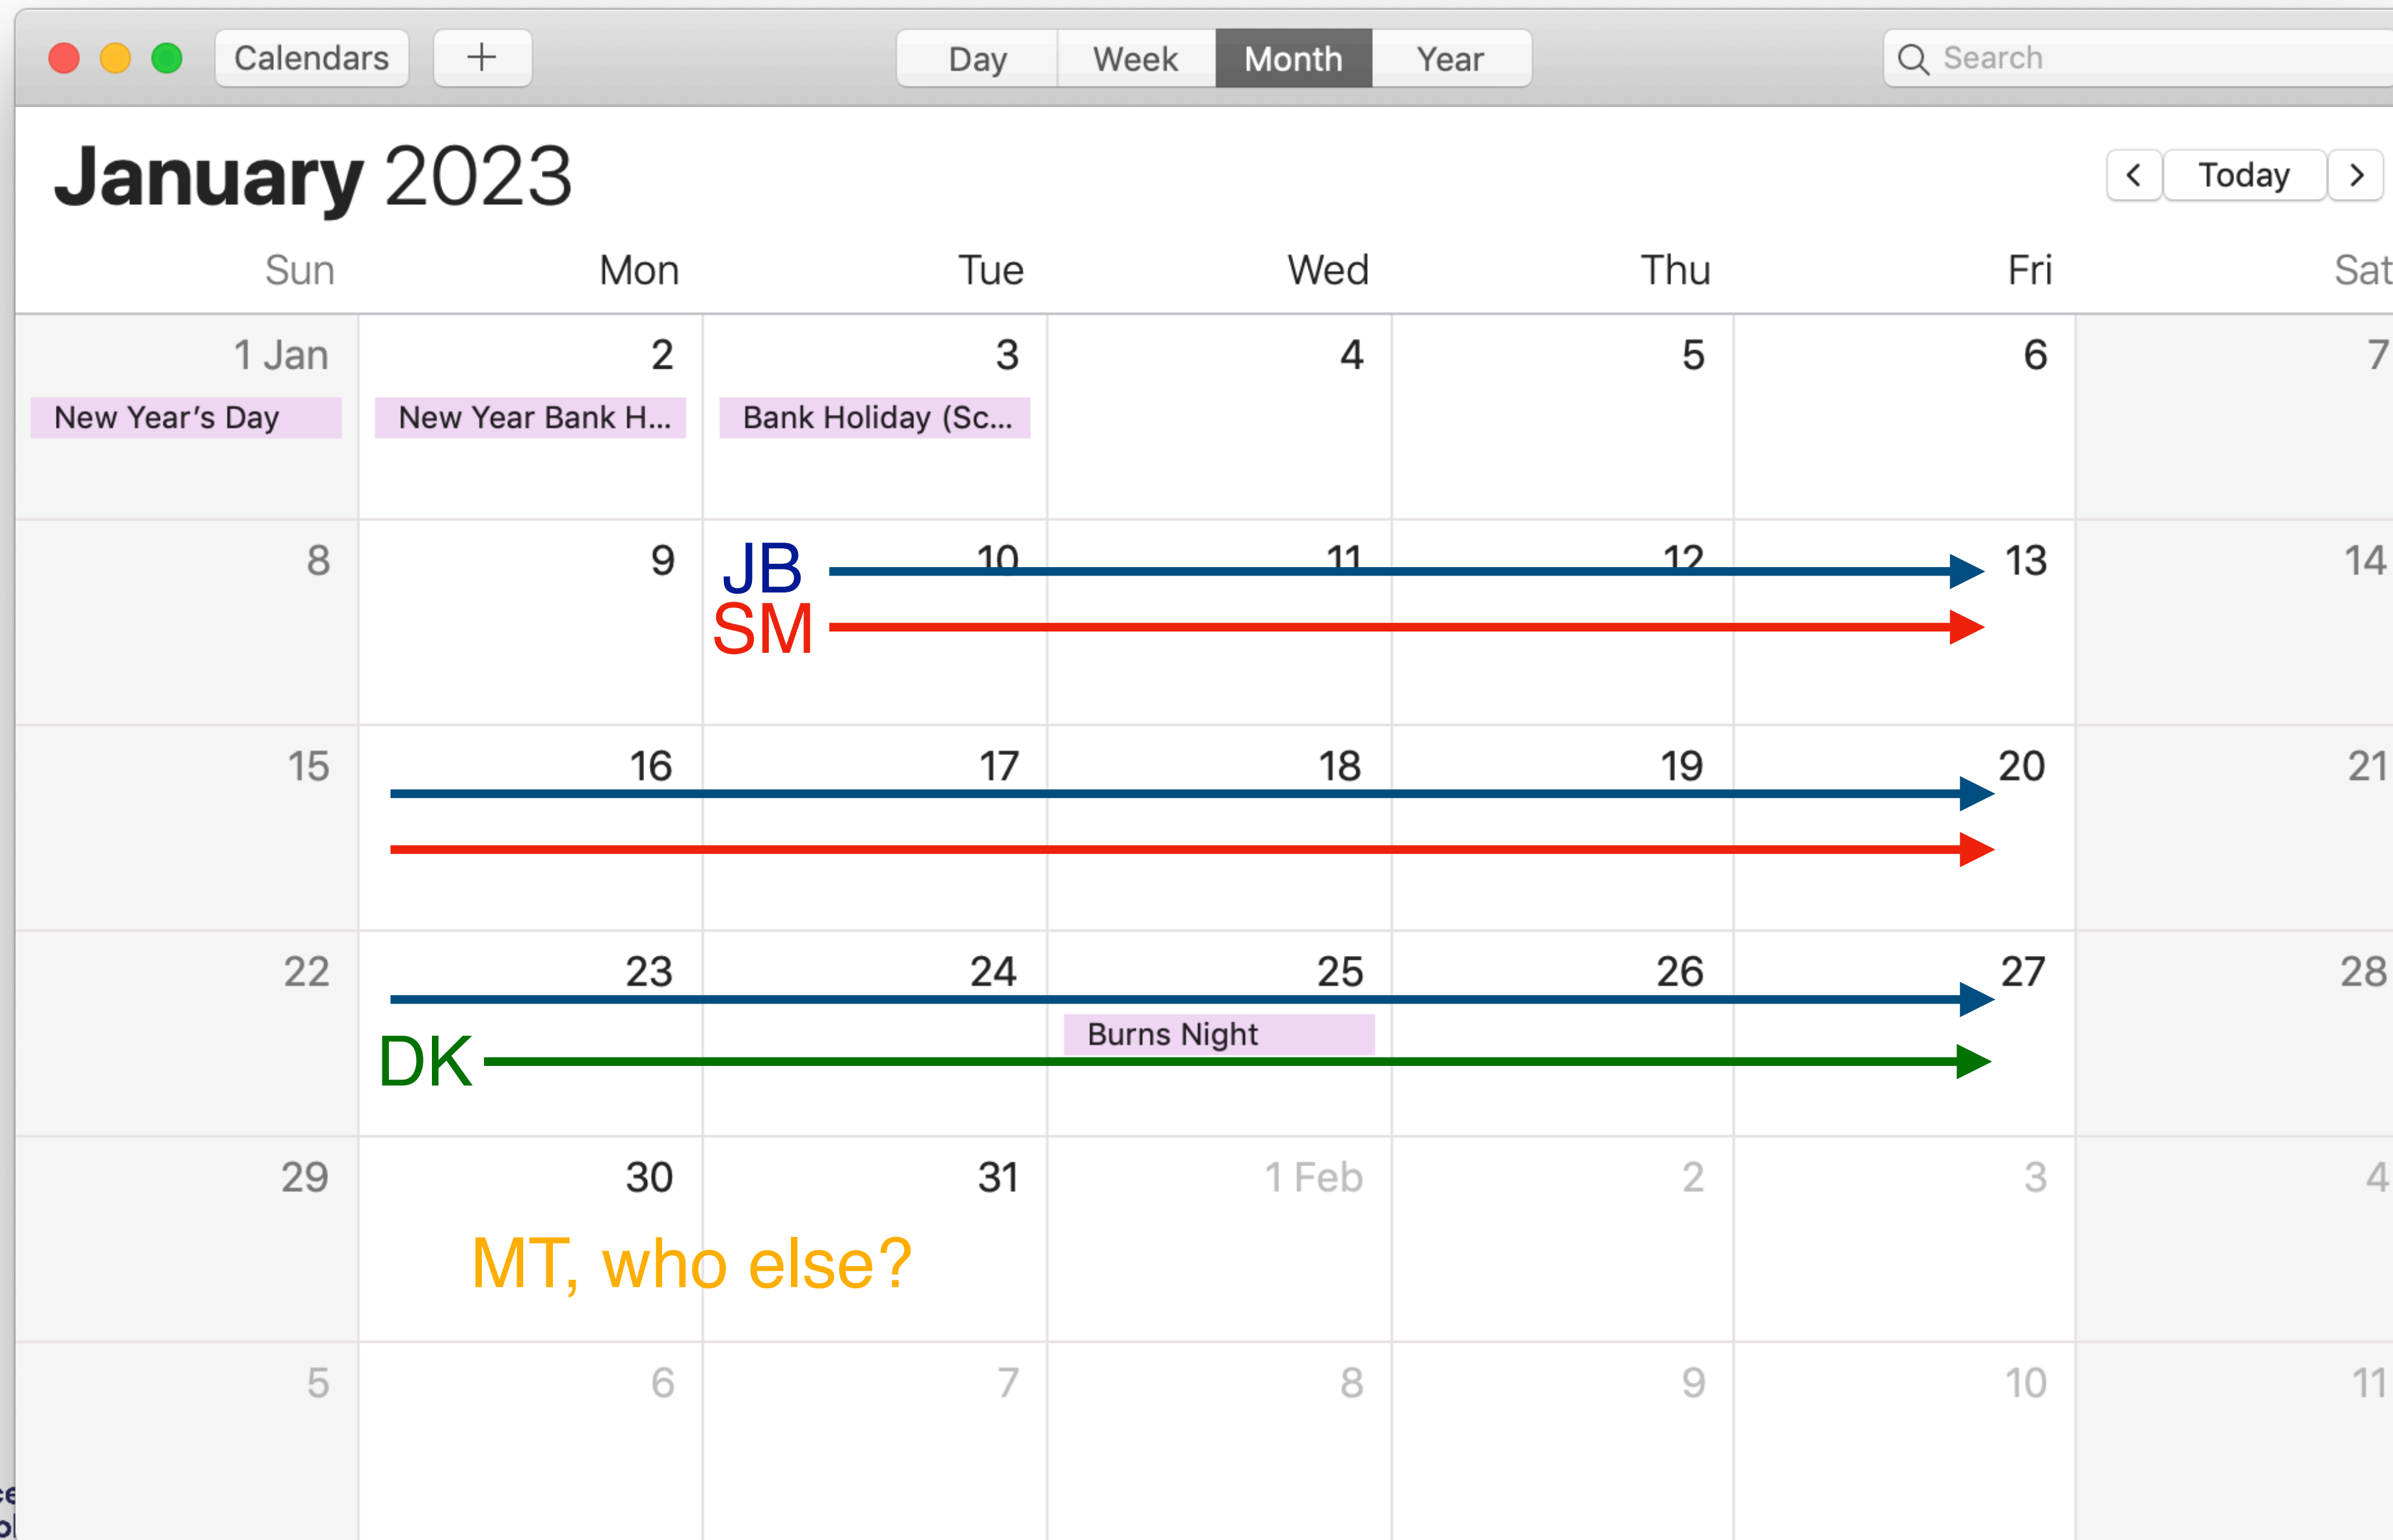 Calendars + Day Week Month Year Search
January 2023
< Today >
Sun Mon Tue Wed Thu Fri Sat
1 Jan 2 3 4 5 6 7
New Year's Day New Year Bank H... Bank Holiday (Sc...
8 9 10 11 12 13 14
JB
SM
15 16 17 18 19 20 21
22 23 24 25 26 27 28
Burns Night
DK
29 30 31 1 Feb 2 3 4
MT, who else?
5 6 7 8 9 10 11